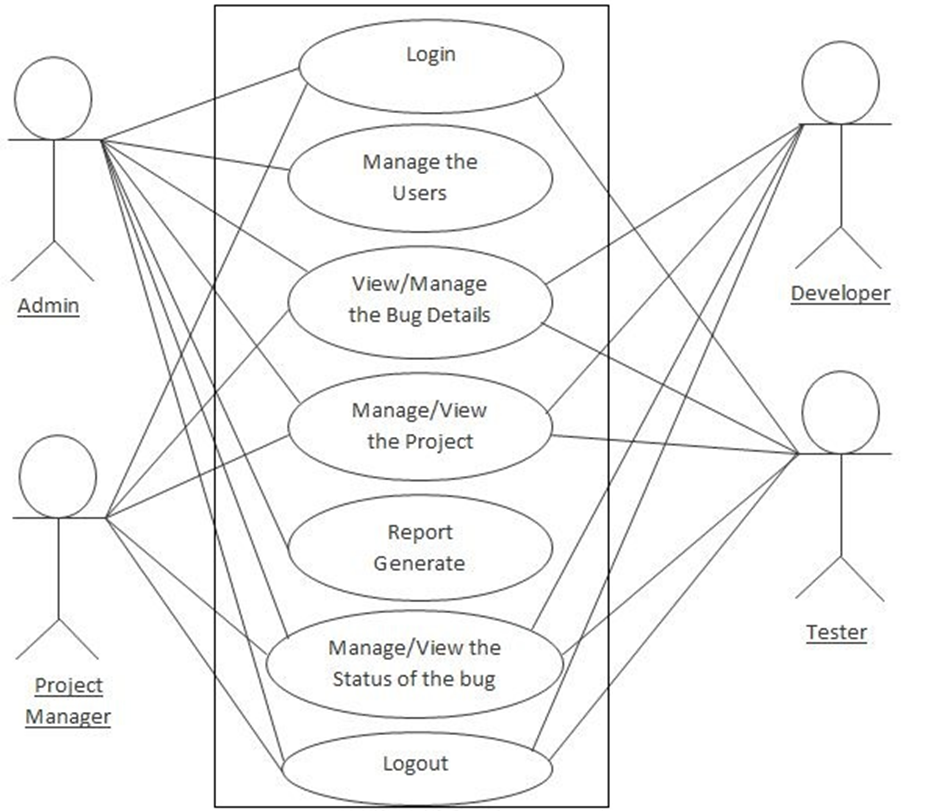 Login
Manage the
Users
View/Manage
the Bug Details
Manage/View
the Project
Report
Generate
Manage/View the
Status of the bug
Logout
Admin
Project
Manager
Developer
Tester